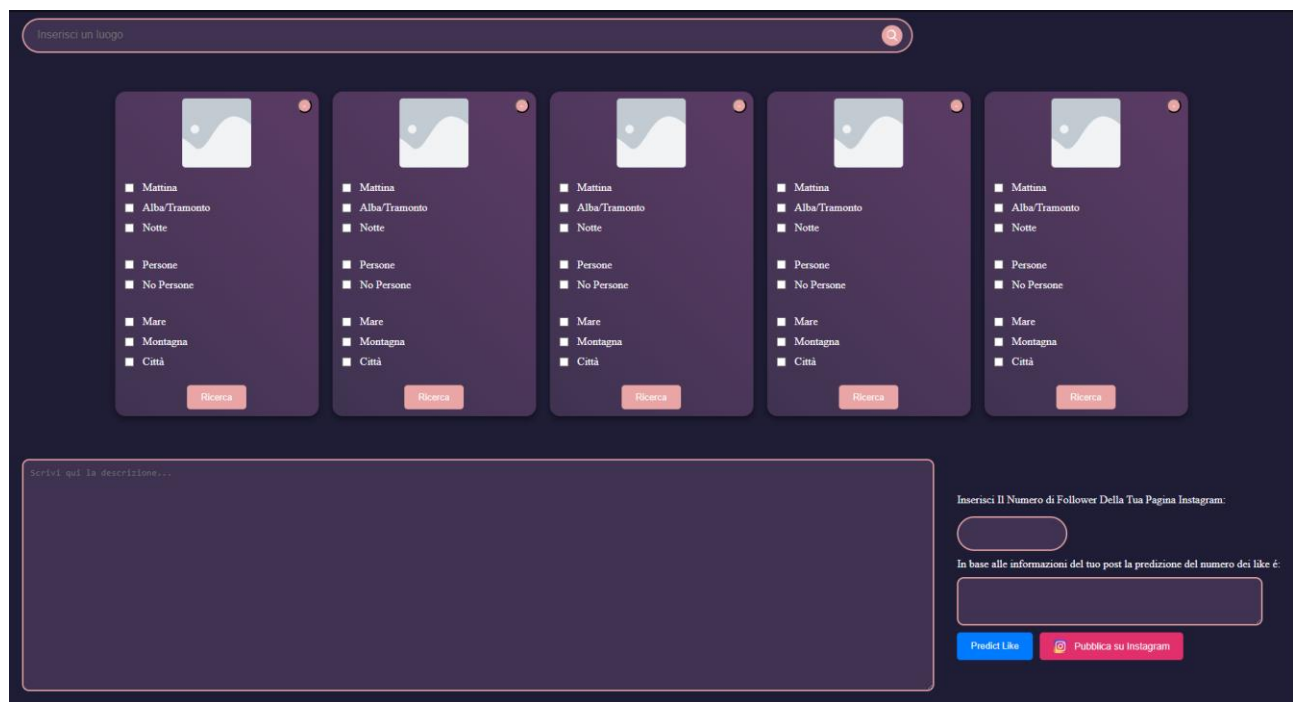 Inserisci un luogo
Mattina
Alba/Tramonto
Notte
Persone
No Persone
Mare
Montagna
Città
Ricerca
Mattina
Alba/Tramonto
Notte
Persone
No Persone
Mare
Montagna
Città
Ricerca
Mattina
Alba/Tramonto
Notte
Persone
No Persone
Mare
Montagna
Città
Ricerca
Mattina
Alba/Tramonto
Notte
Persone
No Persone
Mare
Montagna
Città
Ricerca
Mattina
Alba/Tramonto
Notte
Persone
No Persone
Mare
Montagna
Città
Ricerca
Scrivi qui la descrizione...
Inserisci Il Numero di Follower Della Tua Pagina Instagram:
In base alle informazioni del tuo post la predizione del numero dei like é:
Predict Like
Pubblica su Instagram